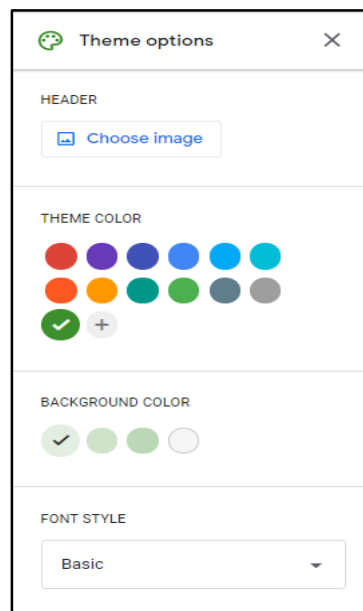 Theme options
HEADER
Choose image
THEME COLOR
BACKGROUND COLOR
FONT STYLE
Basic